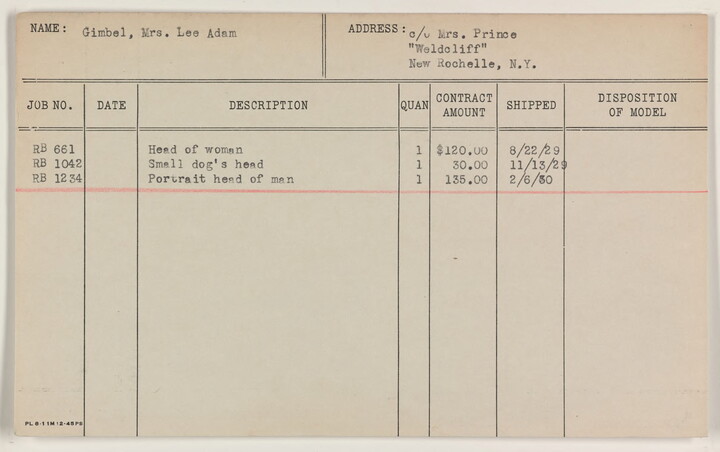 NAME: Gimbel, Mrs. Lee Adam
ADDRESS: c/o Mrs. Prince
"Weldcliff"
New Rochelle, N.Y.
JOB NO. DATE DESCRIPTION QUAN CONTRACT AMOUNT SHIPPED DISPOSITION OF MODEL
RB 661 Head of woman 1 $120.00 8/22/29
RB 1042 Small dog's head 1 30.00 11/13/29
RB 1234 Portrait head of man 1 135.00 2/6/30